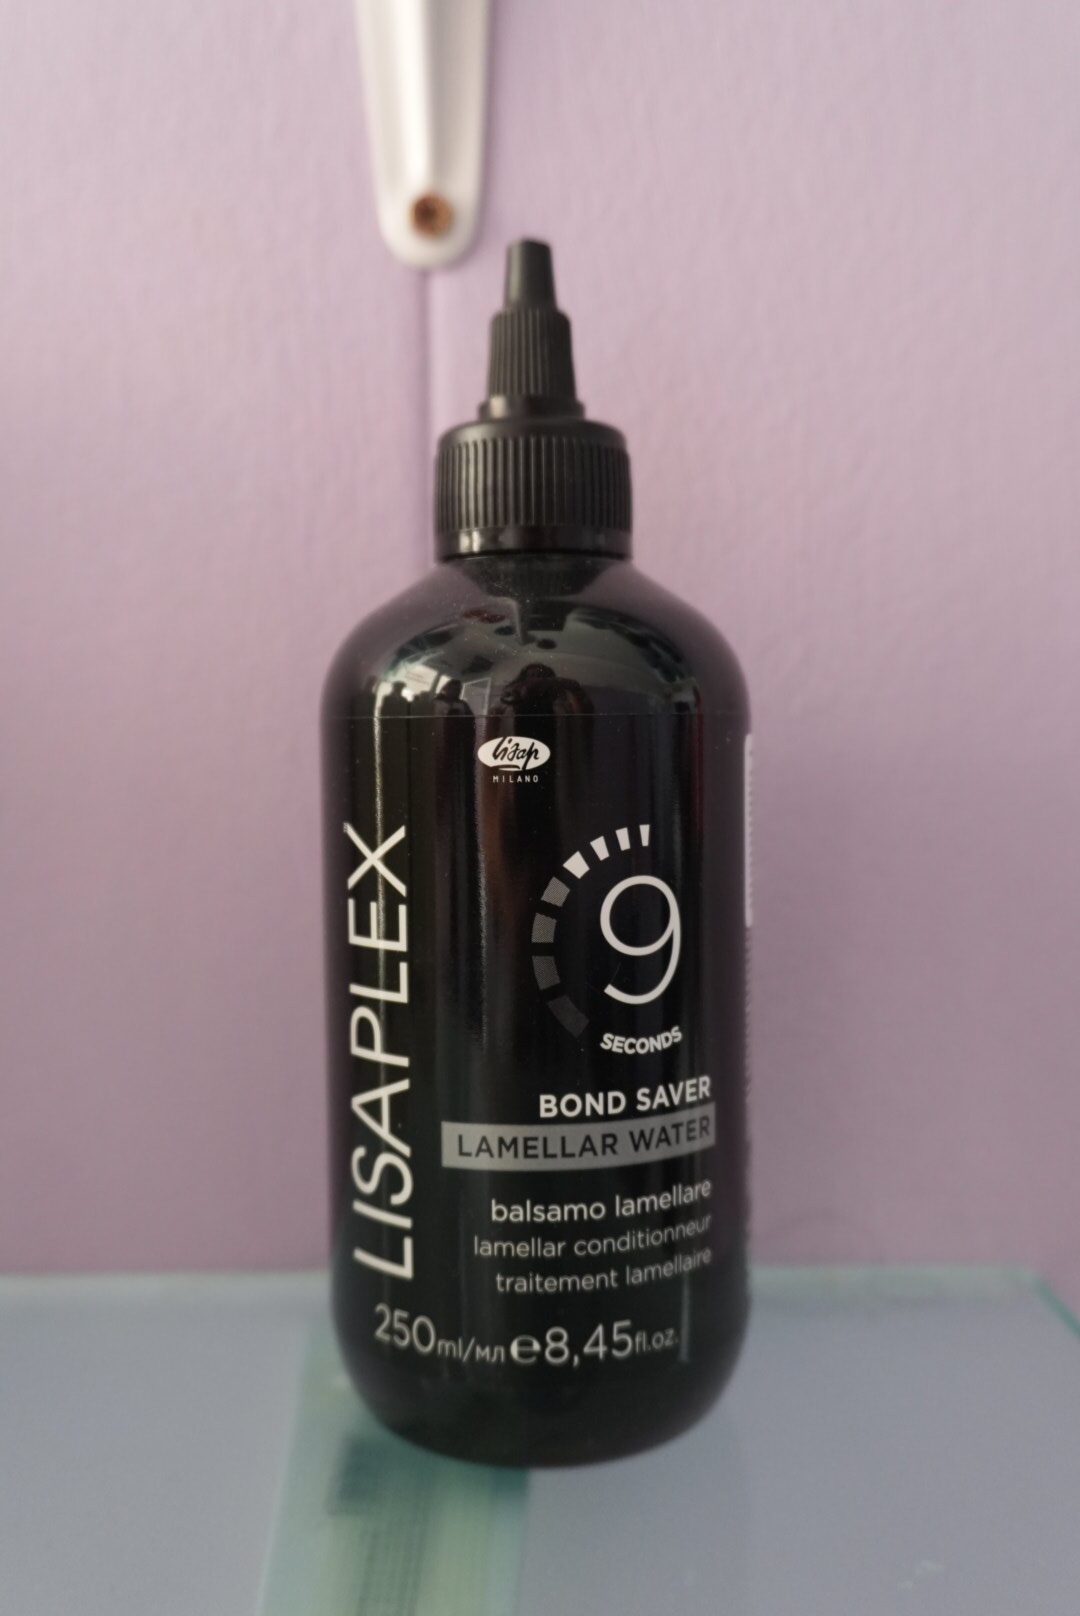 lisap
MILANO
LISAPLEX
9
SECONDS
BOND SAVER
LAMELLAR WATER
balsamo lamellare
lamellar conditionneur
traitement lamellaire
250ml/мл e 8,45fl.oz.